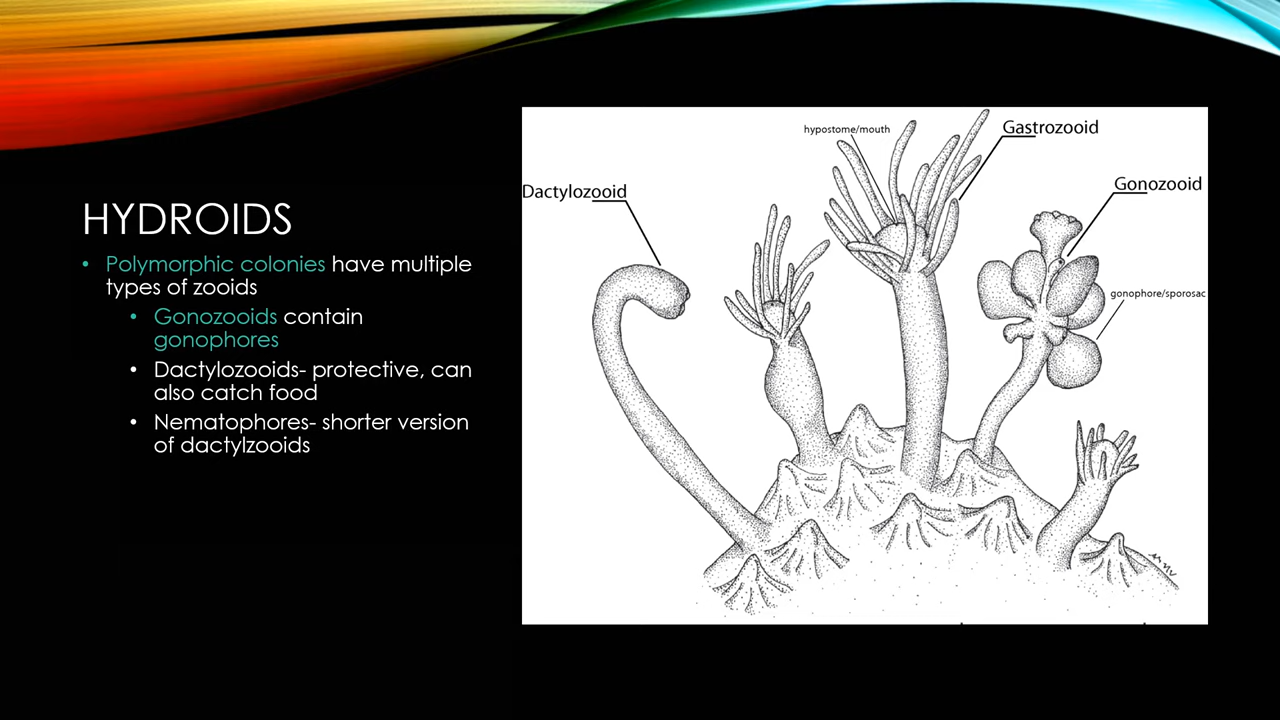 HYDROIDS
• Polymorphic colonies have multiple
types of zooids
• Gonozooids contain
gonophores
• Dactylozooids- protective, can
also catch food
• Nematophores- shorter version
of dactylzooids
Dactylozooid
hypostome/mouth
Gastrozooid
Gonozooid
gonophore/sporosac